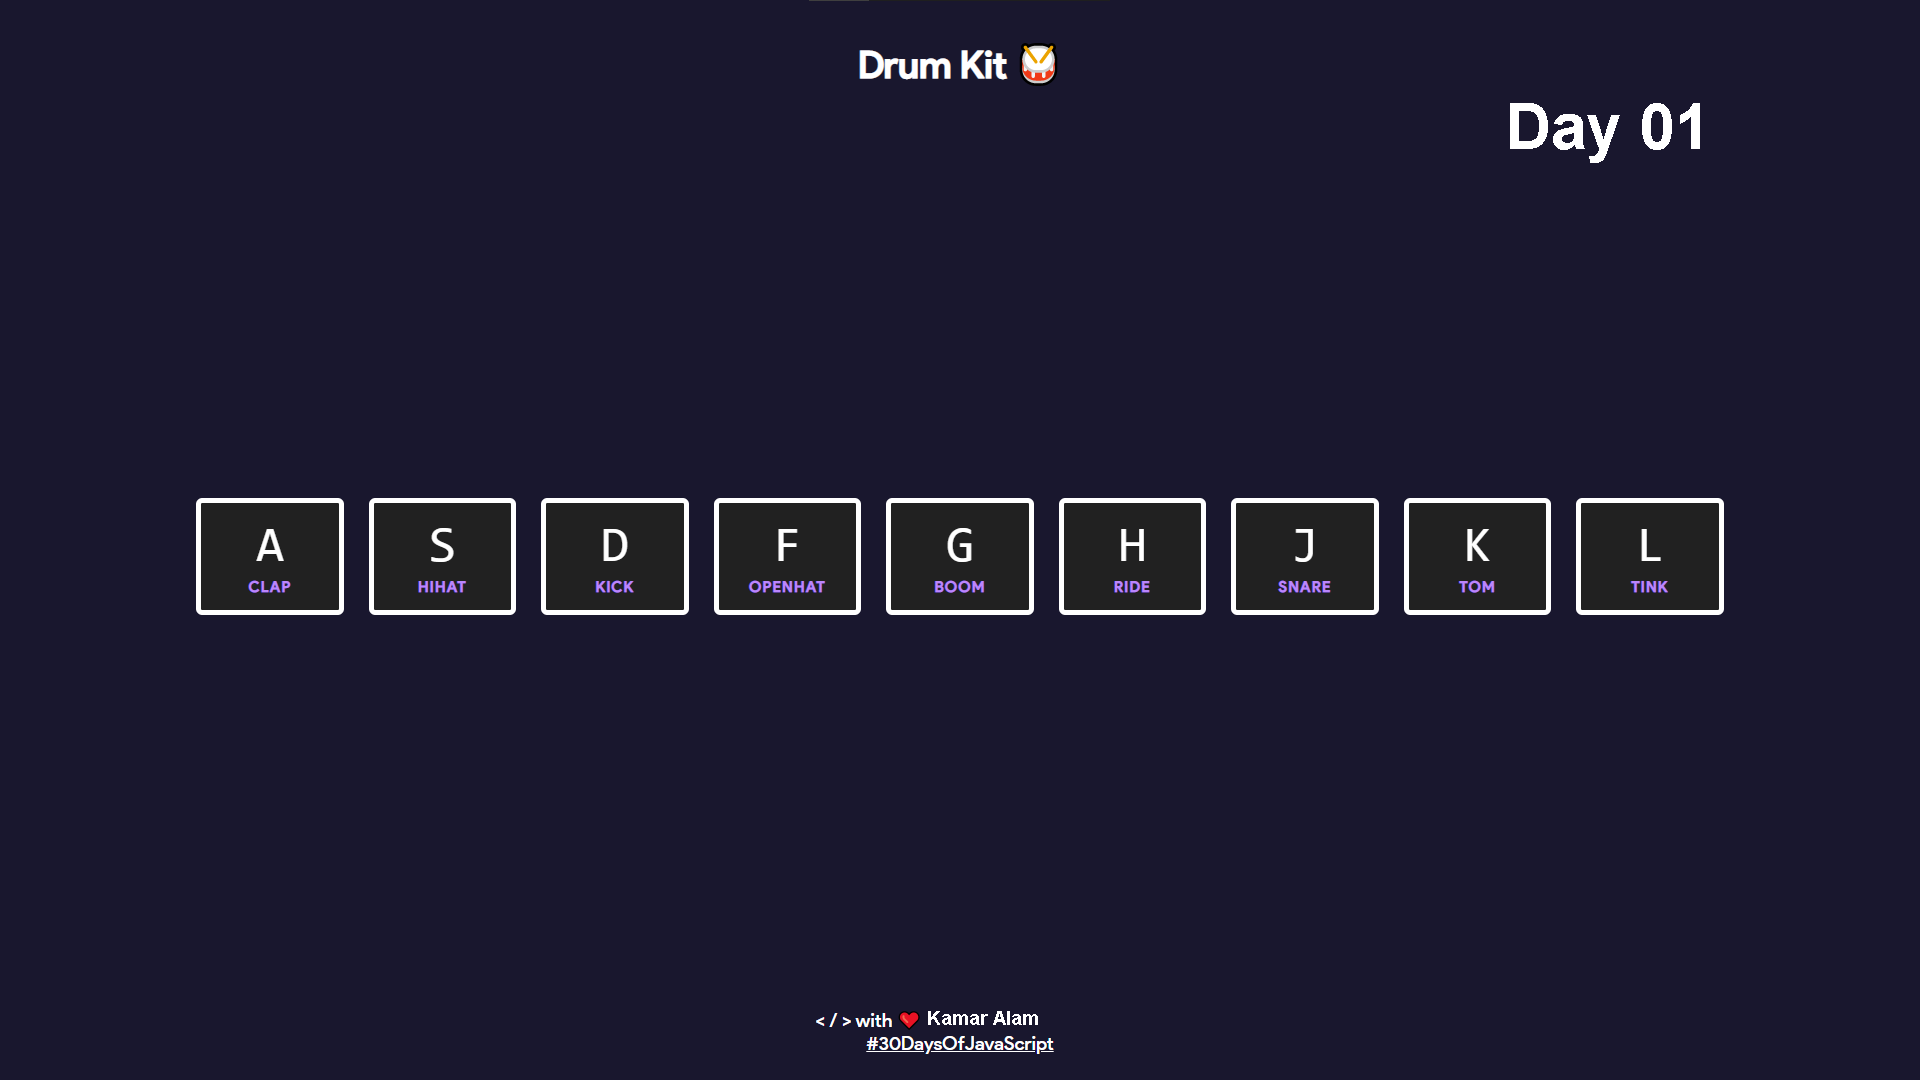 Drum Kit 🥁
Day 01
A S D F G H J K L
CLAP HIHAT KICK OPENHAT BOOM RIDE SNARE TOM TINK
< / > with ❤️ Kamar Alam
#30DaysOfJavaScript